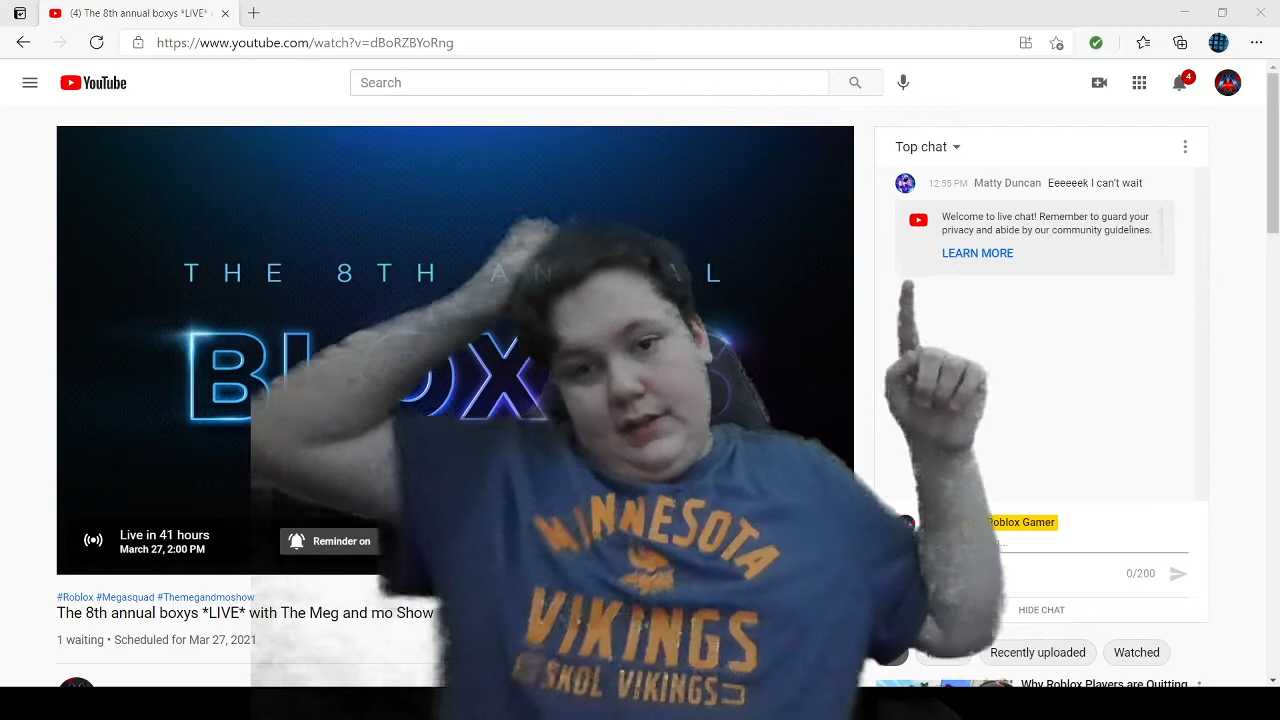 (4) The 8th annual boxys *LIVE*
https://www.youtube.com/watch?v=dBoRZBYoRng
YouTube
Search
4
THE 8TH AN AL
BLOX
Live in 41 hours
March 27, 2:00 PM
Reminder on
Top chat
12:55 PM Matty Duncan Eeeeeek I can't wait
Welcome to live chat! Remember to guard your
privacy and abide by our community guidelines.
LEARN MORE
Roblox Gamer
0/200
HIDE CHAT
MINNESOTA
VIKINGS
SKOL VIKINGS
#Roblox #Megasquad #Themegandmoshow
The 8th annual boxys *LIVE* with The Meg and mo Show
1 waiting • Scheduled for Mar 27, 2021
Recently uploaded
Watched
Why Roblox Players are Quitting